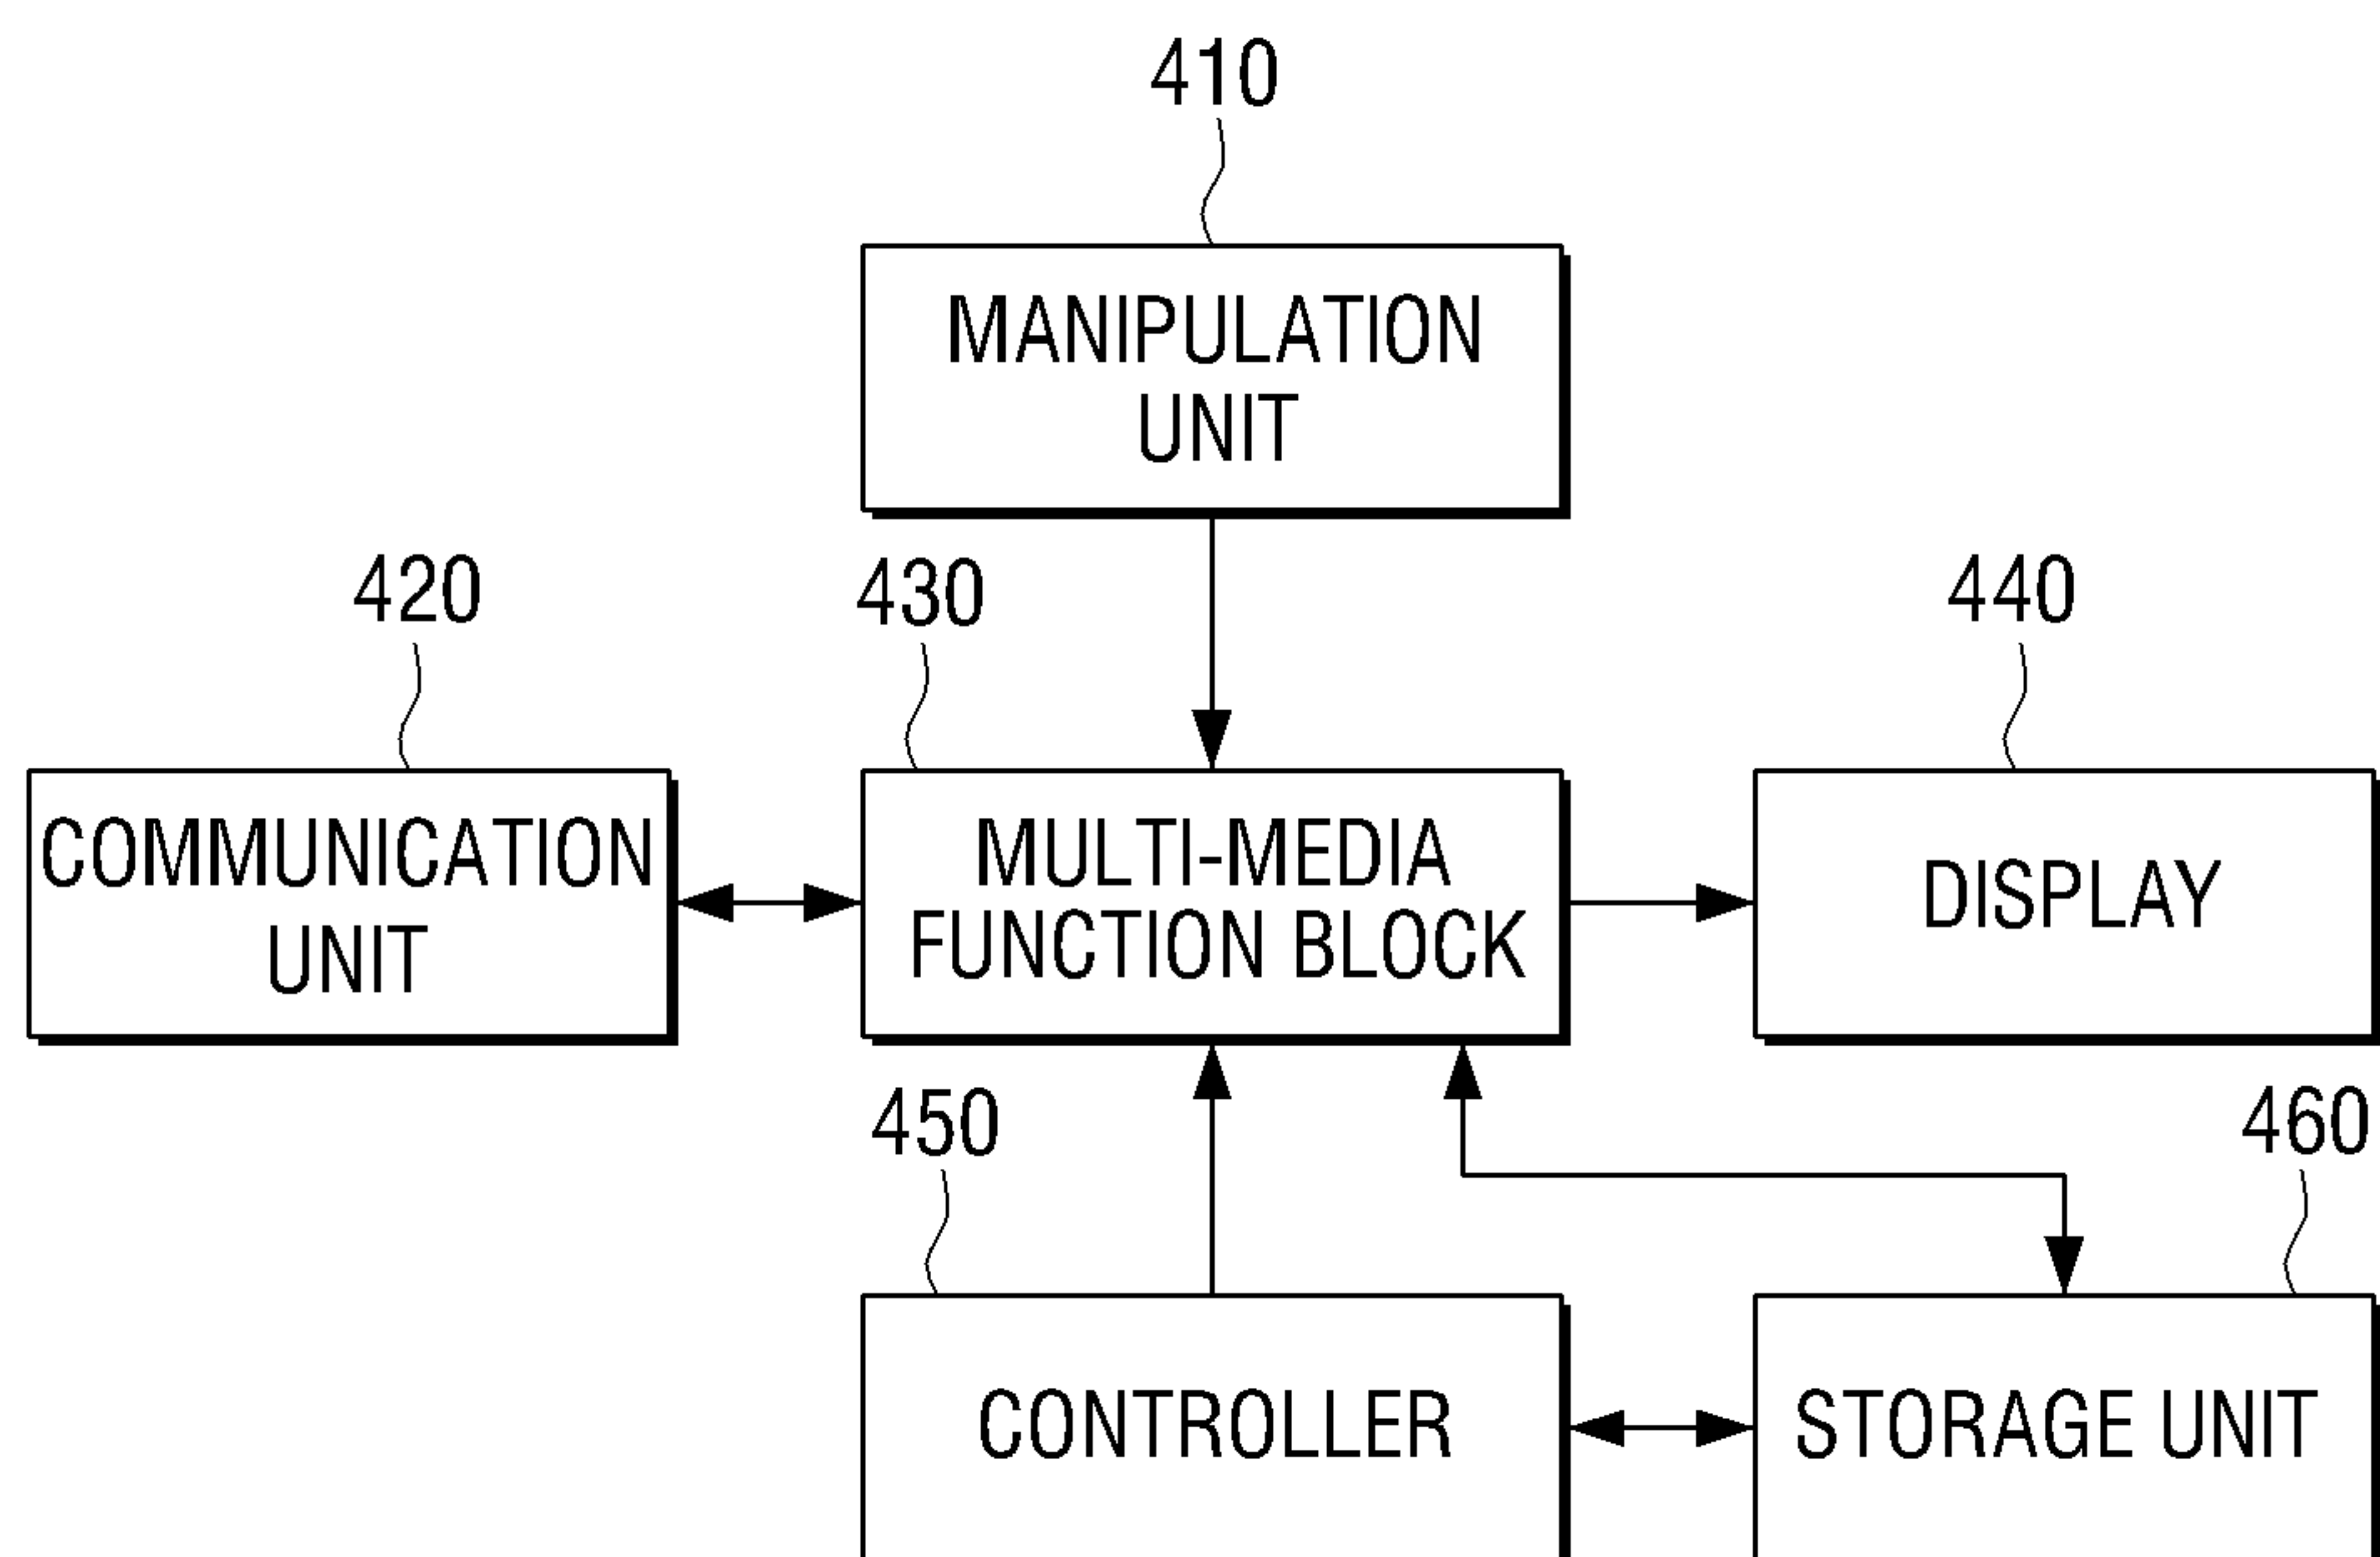 410
MANIPULATION
UNIT
420
430
440
COMMUNICATION
UNIT
MULTI-MEDIA
FUNCTION BLOCK
DISPLAY
450
460
CONTROLLER
STORAGE UNIT